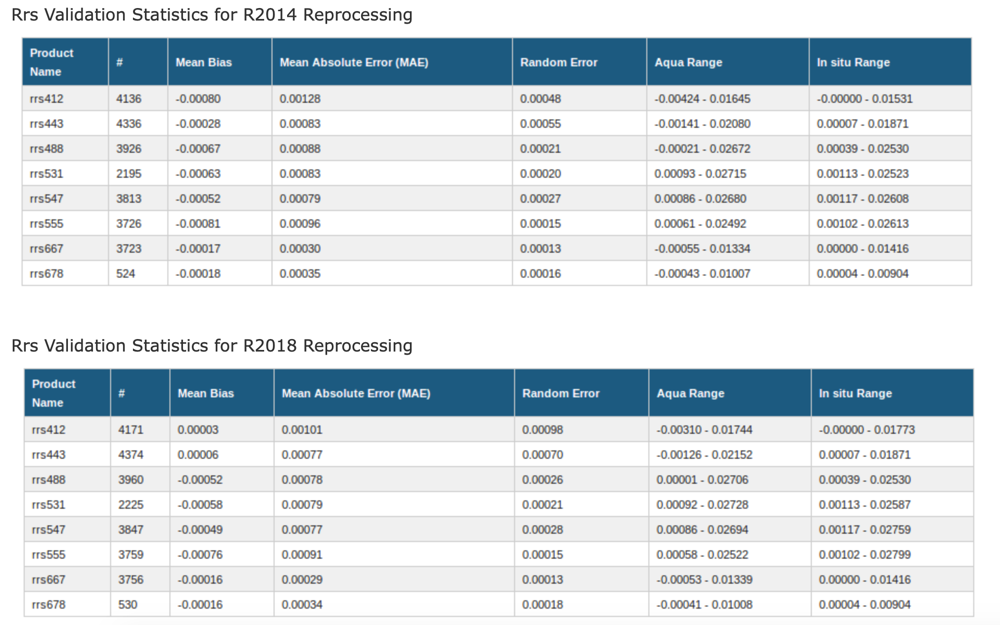 Rrs Validation Statistics for R2014 Reprocessing
Product Name # Mean Bias Mean Absolute Error (MAE) Random Error Aqua Range In situ Range
rrs412 4136 -0.00080 0.00128 0.00048 -0.00424 - 0.01645 -0.00000 - 0.01531
rrs443 4336 -0.00028 0.00083 0.00055 -0.00141 - 0.02080 0.00007 - 0.01871
rrs488 3926 -0.00067 0.00088 0.00021 -0.00021 - 0.02672 0.00039 - 0.02530
rrs531 2195 -0.00063 0.00083 0.00020 0.00093 - 0.02715 0.00113 - 0.02523
rrs547 3813 -0.00052 0.00079 0.00027 0.00086 - 0.02680 0.00117 - 0.02608
rrs555 3726 -0.00081 0.00096 0.00015 0.00061 - 0.02492 0.00102 - 0.02613
rrs667 3723 -0.00017 0.00030 0.00013 -0.00055 - 0.01334 0.00000 - 0.01416
rrs678 524 -0.00018 0.00035 0.00016 -0.00043 - 0.01007 0.00004 - 0.00904
Rrs Validation Statistics for R2018 Reprocessing
Product Name # Mean Bias Mean Absolute Error (MAE) Random Error Aqua Range In situ Range
rrs412 4171 0.00003 0.00101 0.00098 -0.00310 - 0.01744 -0.00000 - 0.01773
rrs443 4374 0.00006 0.00077 0.00070 -0.00126 - 0.02152 0.00007 - 0.01871
rrs488 3960 -0.00052 0.00078 0.00026 0.00001 - 0.02706 0.00039 - 0.02530
rrs531 2225 -0.00058 0.00079 0.00021 0.00092 - 0.02728 0.00113 - 0.02587
rrs547 3847 -0.00049 0.00077 0.00028 0.00086 - 0.02694 0.00117 - 0.02759
rrs555 3759 -0.00076 0.00091 0.00015 0.00058 - 0.02522 0.00102 - 0.02799
rrs667 3756 -0.00016 0.00029 0.00013 -0.00053 - 0.01339 0.00000 - 0.01416
rrs678 530 -0.00016 0.00034 0.00018 -0.00041 - 0.01008 0.00004 - 0.00904